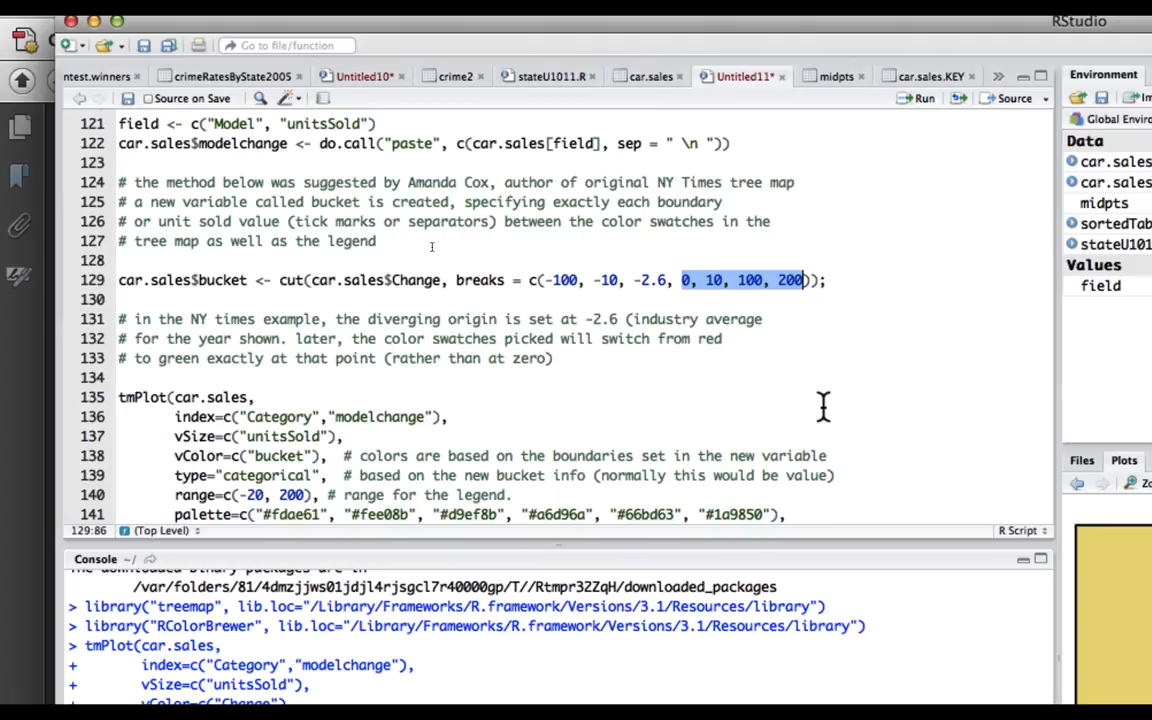 RStudio
Go to file/function
ntest.winners crimeRatesByState2005 Untitled10* crime2 stateU1011.R car.sales Untitled11* midpts car.sales.KEY
Source on Save Run Source
121 field <- c("Model", "unitsSold")
122 car.sales$modelchange <- do.call("paste", c(car.sales[field], sep = " \n "))
123
124 # the method below was suggested by Amanda Cox, author of original NY Times tree map
125 # a new variable called bucket is created, specifying exactly each boundary
126 # or unit sold value (tick marks or separators) between the color swatches in the
127 # tree map as well as the legend
128
129 car.sales$bucket <- cut(car.sales$Change, breaks = c(-100, -10, -2.6, 0, 10, 100, 200));
130
131 # in the NY times example, the diverging origin is set at -2.6 (industry average
132 # for the year shown. later, the color swatches picked will switch from red
133 # to green exactly at that point (rather than at zero)
134
135 tmPlot(car.sales,
136 index=c("Category","modelchange"),
137 vSize=c("unitsSold"),
138 vColor=c("bucket"), # colors are based on the boundaries set in the new variable
139 type="categorical", # based on the new bucket info (normally this would be value)
140 range=c(-20, 200), # range for the legend.
141 palette=c("#fdae61", "#fee08b", "#d9ef8b", "#a6d96a", "#66bd63", "#1a9850"),
129:86 (Top Level) R Script
Console ~/
/var/folders/81/4dmzjjws01jdjl4rjsgcl7r40000gp/T//Rtmpr3ZZqH/downloaded_packages
> library("treemap", lib.loc="/Library/Frameworks/R.framework/Versions/3.1/Resources/library")
> library("RColorBrewer", lib.loc="/Library/Frameworks/R.framework/Versions/3.1/Resources/library")
> tmPlot(car.sales,
+ index=c("Category","modelchange"),
+ vSize=c("unitsSold"),
Environment
Global Enviro
Data
car.sales
car.sales
midpts
sortedTab
stateU101
Values
field
Files Plots